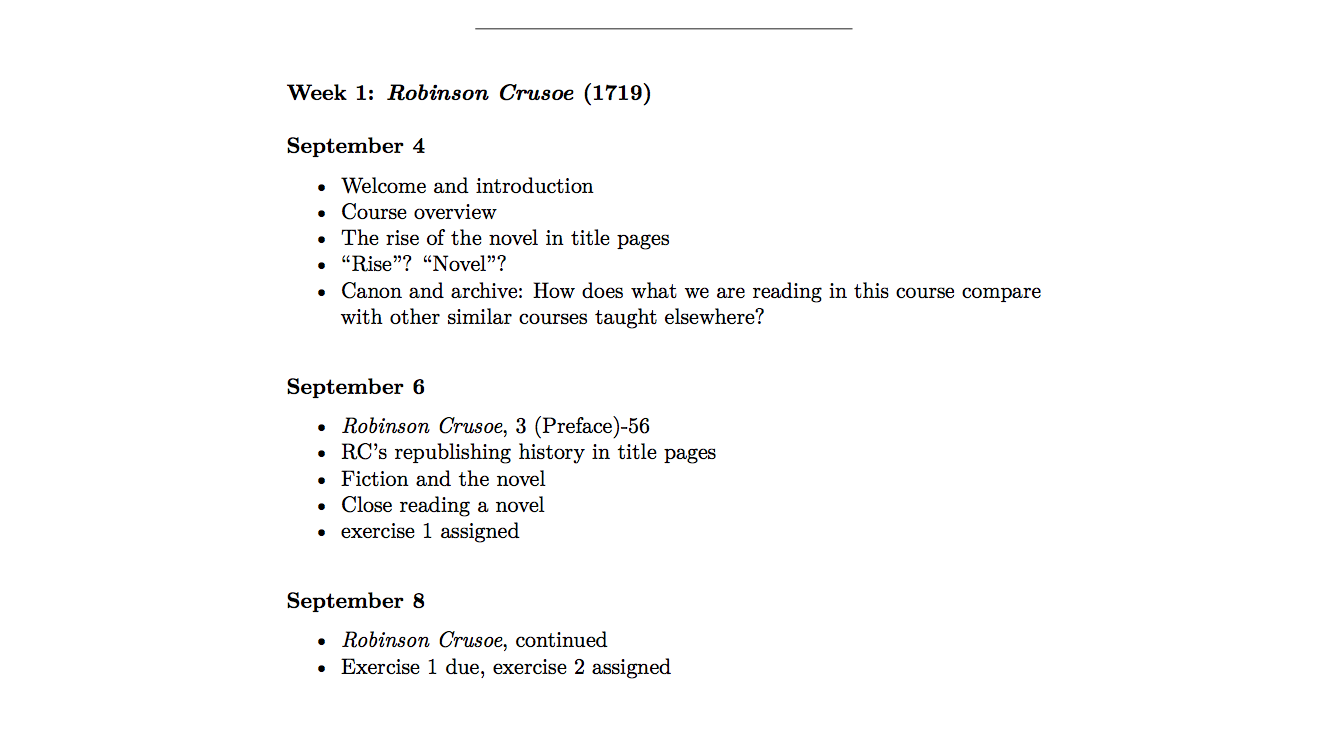 Week 1: Robinson Crusoe (1719)
September 4
• Welcome and introduction
• Course overview
• The rise of the novel in title pages
• “Rise”? “Novel”?
• Canon and archive: How does what we are reading in this course compare
with other similar courses taught elsewhere?
September 6
• Robinson Crusoe, 3 (Preface)-56
• RC’s republishing history in title pages
• Fiction and the novel
• Close reading a novel
• exercise 1 assigned
September 8
• Robinson Crusoe, continued
• Exercise 1 due, exercise 2 assigned